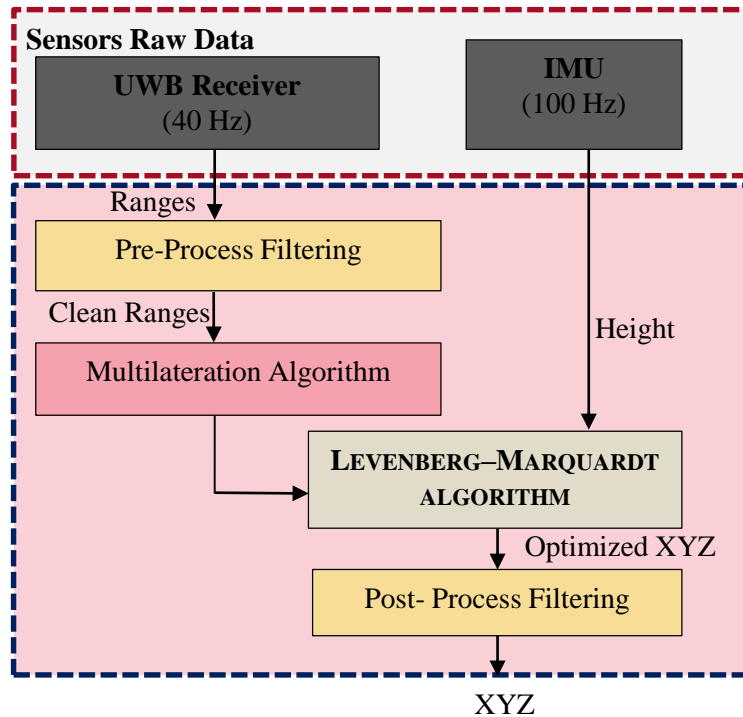 Sensors Raw Data
UWB Receiver
(40 Hz)
IMU
(100 Hz)
Ranges
Pre-Process Filtering
Clean Ranges
Multilateration Algorithm
Height
LEVENBERG–MARQUARDT
ALGORITHM
Optimized XYZ
Post- Process Filtering
XYZ